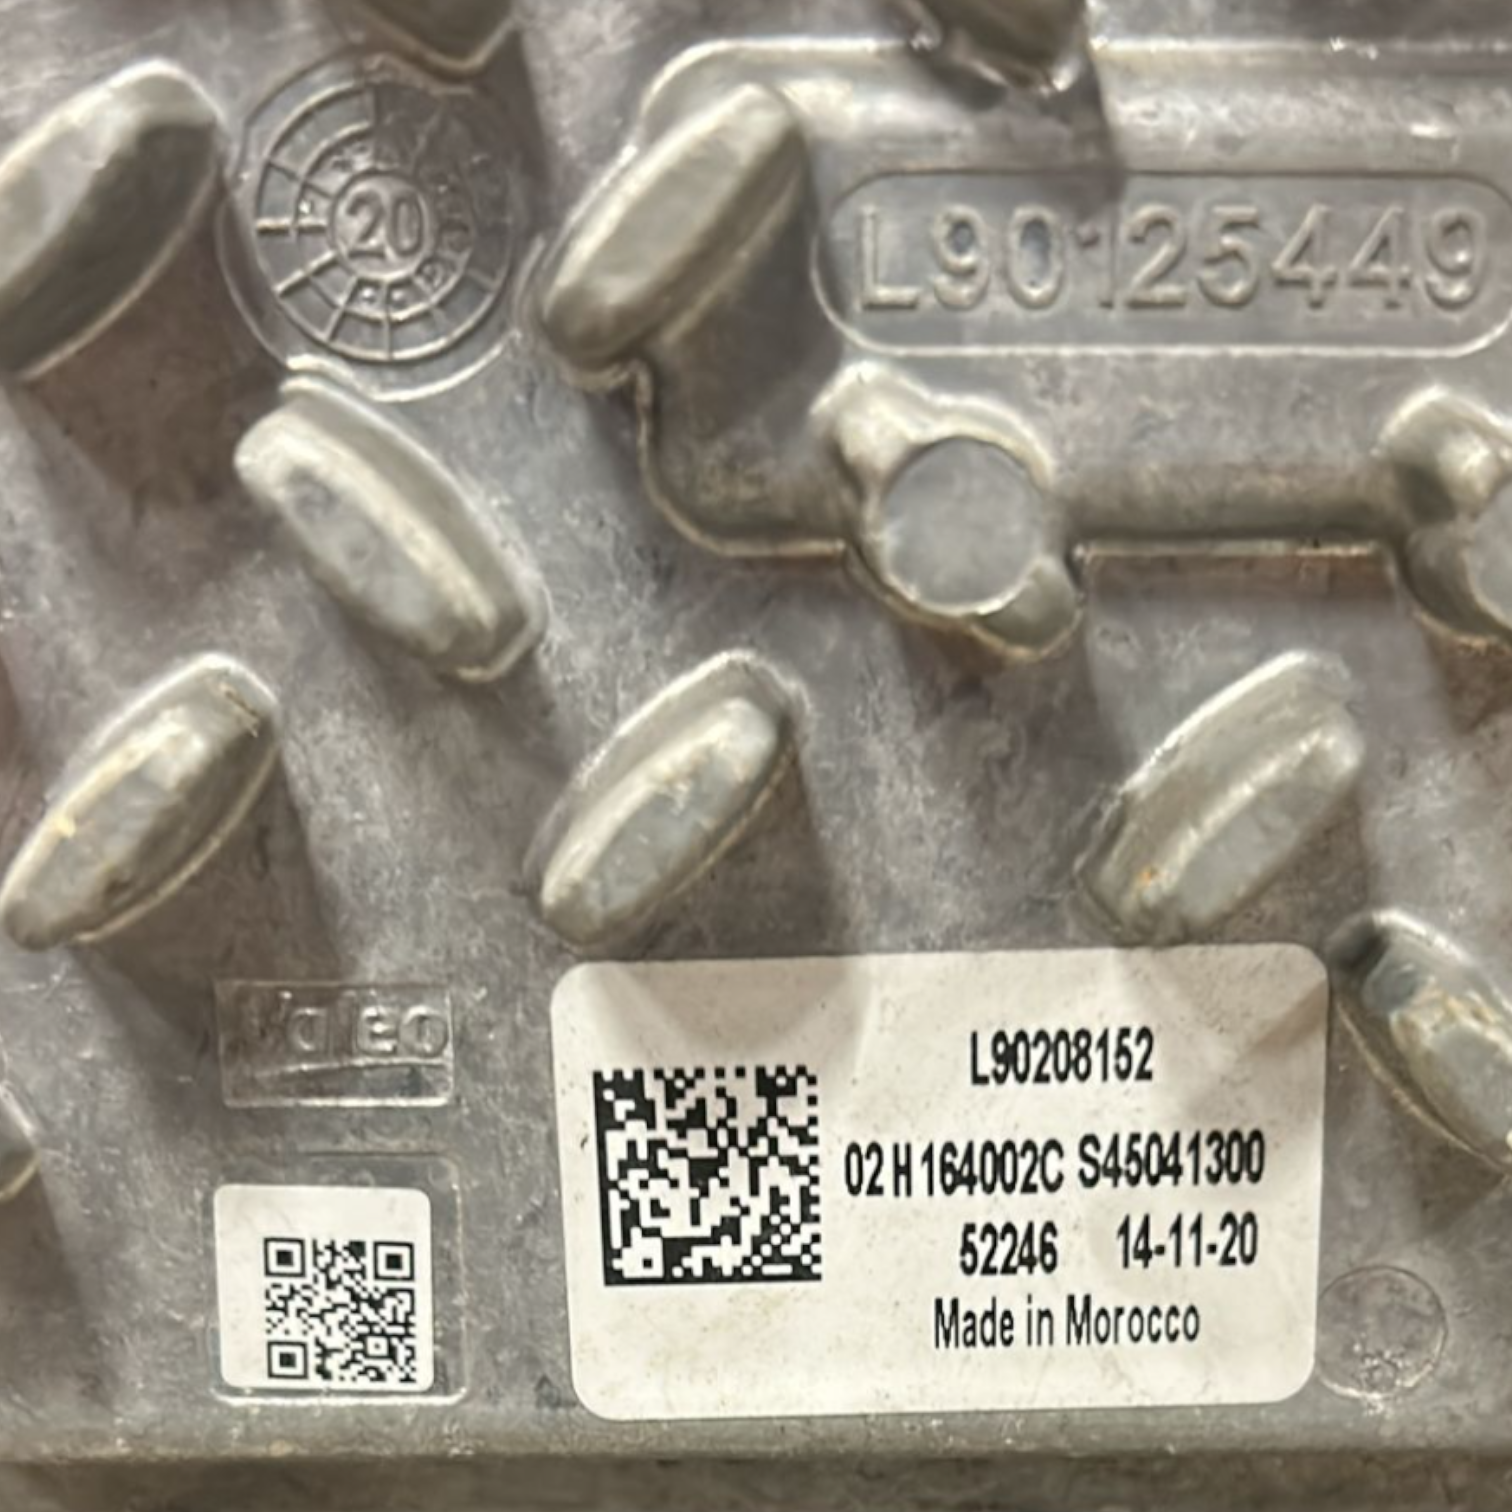 20
L90125449
Valeo
L90208152
02 H 164002C S45041300
52246 14-11-20
Made in Morocco